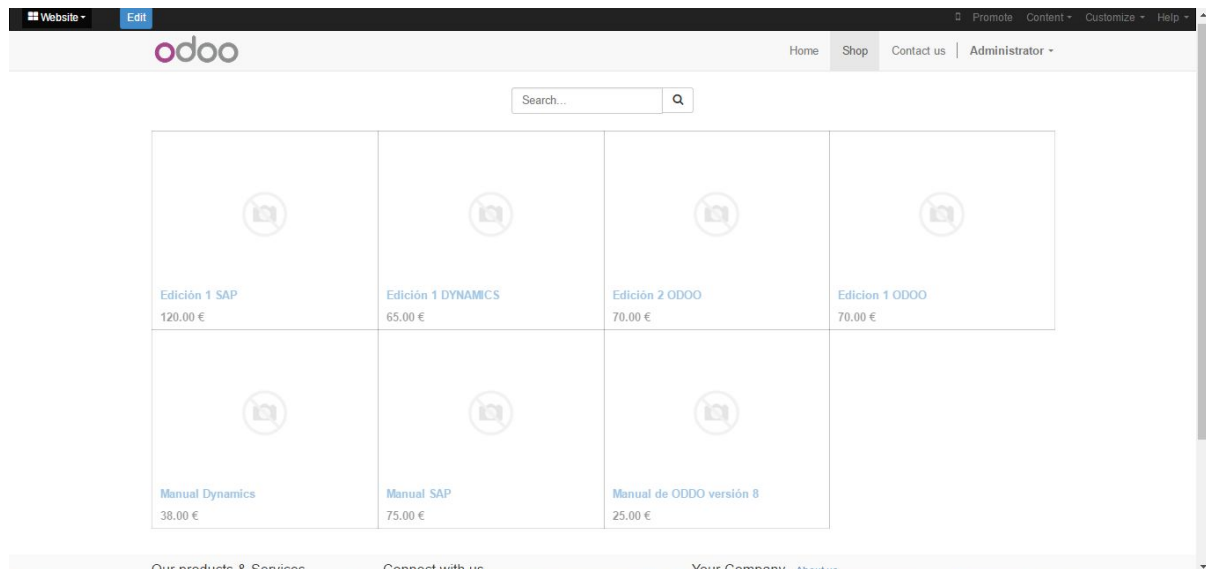 Website Edit Promote Content Customize Help
odoo Home Shop Contact us Administrator
Search...
Edición 1 SAP Edición 1 DYNAMICS Edición 2 ODOO Edicion 1 ODOO
120.00 € 65.00 € 70.00 € 70.00 €
Manual Dynamics Manual SAP Manual de ODDO versión 8
38.00 € 75.00 € 25.00 €
Our products & Services Connect with us Your Company About us